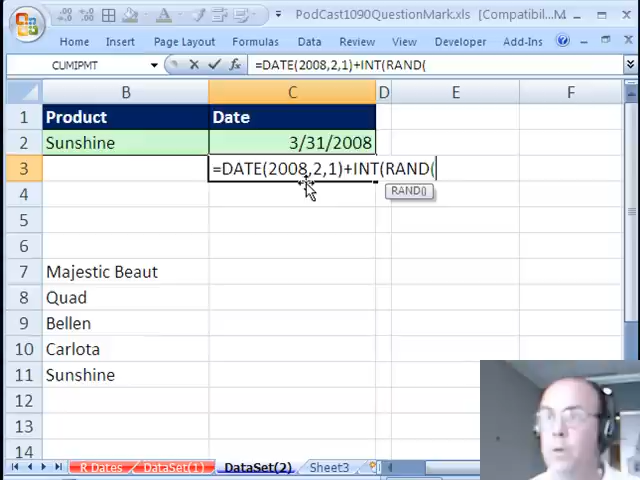 PodCast1090QuestionMark.xls [Compatibil...
Home Insert Page Layout Formulas Data Review View Developer Add-Ins
CUMIPMT =DATE(2008,2,1)+INT(RAND(
B C D E F
1 Product Date
2 Sunshine 3/31/2008
3 =DATE(2008,2,1)+INT(RAND(
RAND()
4
5
6
7 Majestic Beaut
8 Quad
9 Bellen
10 Carlota
11 Sunshine
12
13
14
R Dates DataSet(1) DataSet(2) Sheet3